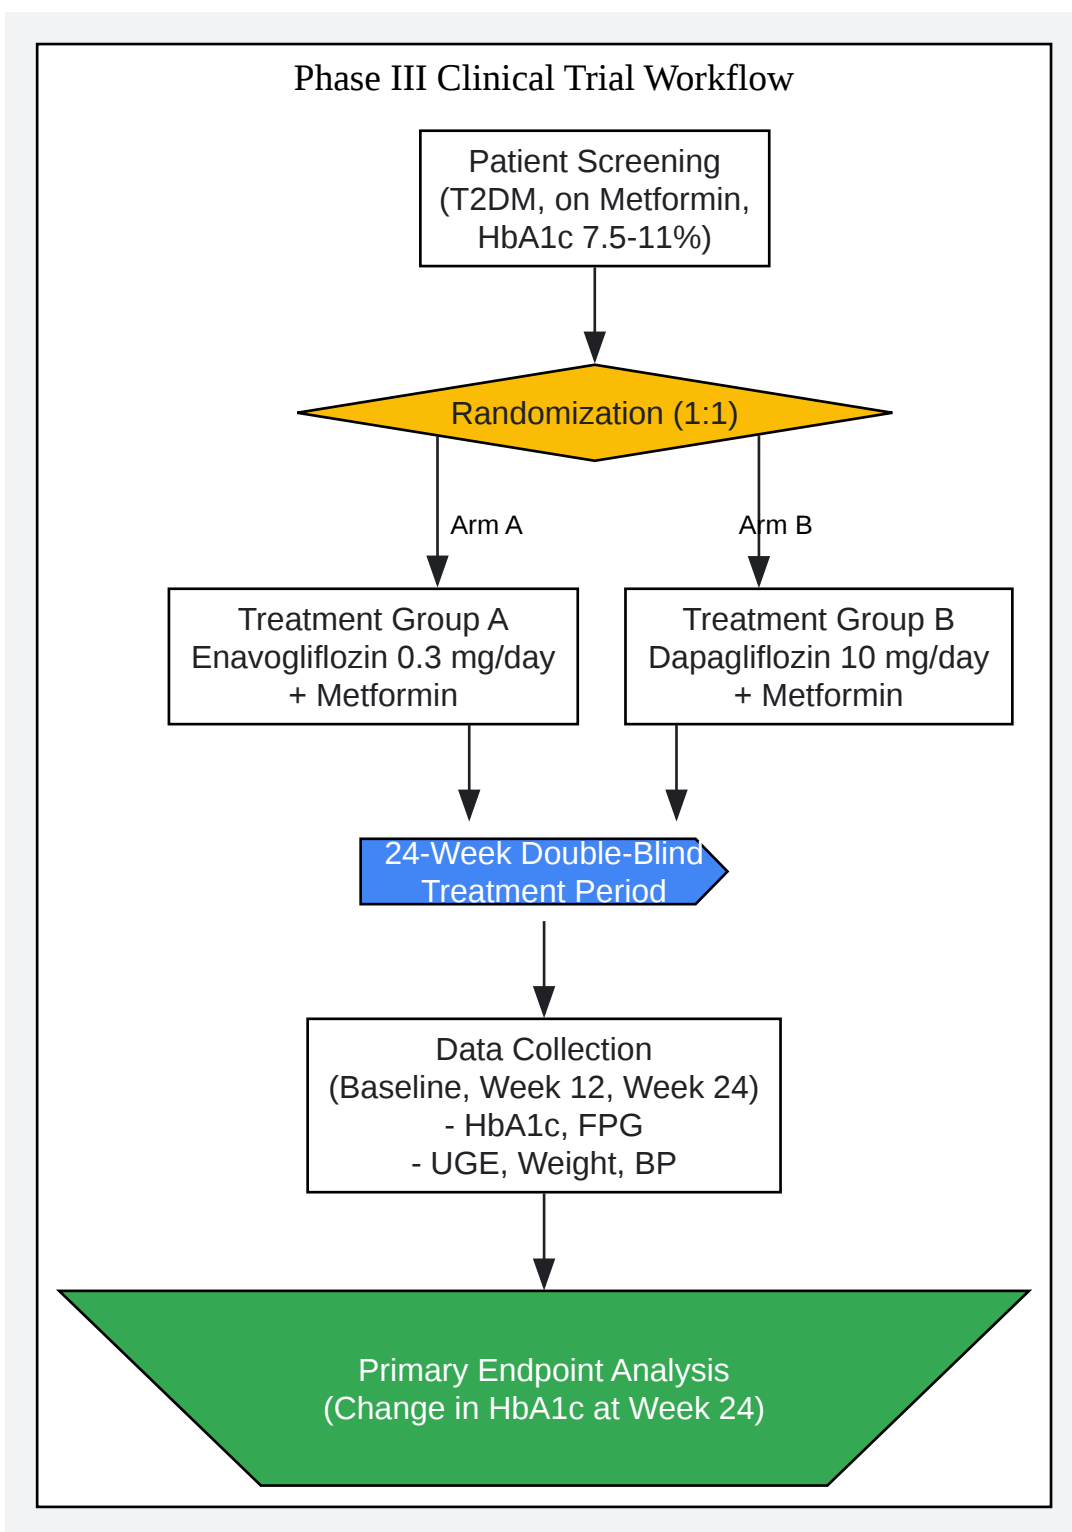 Phase III Clinical Trial Workflow
Patient Screening
(T2DM, on Metformin,
HbA1c 7.5-11%)
Randomization (1:1)
Arm A
Arm B
Treatment Group A
Enavogliflozin 0.3 mg/day
+ Metformin
Treatment Group B
Dapagliflozin 10 mg/day
+ Metformin
24-Week Double-Blind
Treatment Period
Data Collection
(Baseline, Week 12, Week 24)
- HbA1c, FPG
- UGE, Weight, BP
Primary Endpoint Analysis
(Change in HbA1c at Week 24)